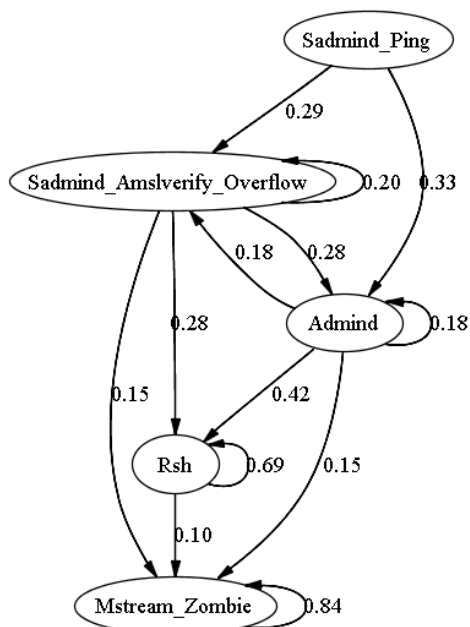 Sadmind_Ping
0.29
Sadmind_Amslverify_Overflow
0.20
0.33
0.18
0.28
Admind
0.18
0.28
0.15
0.42
Rsh
0.69
0.15
0.10
Mstream_Zombie
0.84